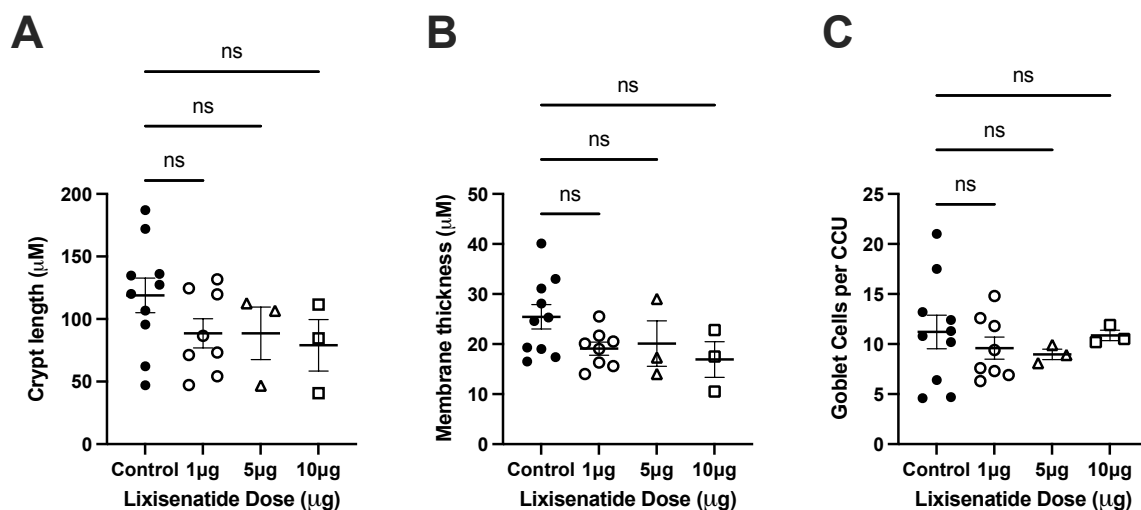 A
ns
ns
ns
200
150
100
50
0
Crypt length (μM)
Control 1μg 5μg 10μg
Lixisenatide Dose (μg)
B
ns
ns
ns
50
40
30
20
10
0
Membrane thickness (μM)
Control 1μg 5μg 10μg
Lixisenatide Dose (μg)
C
ns
ns
ns
25
20
15
10
5
0
Goblet Cells per CCU
Control 1μg 5μg 10μg
Lixisenatide Dose (μg)